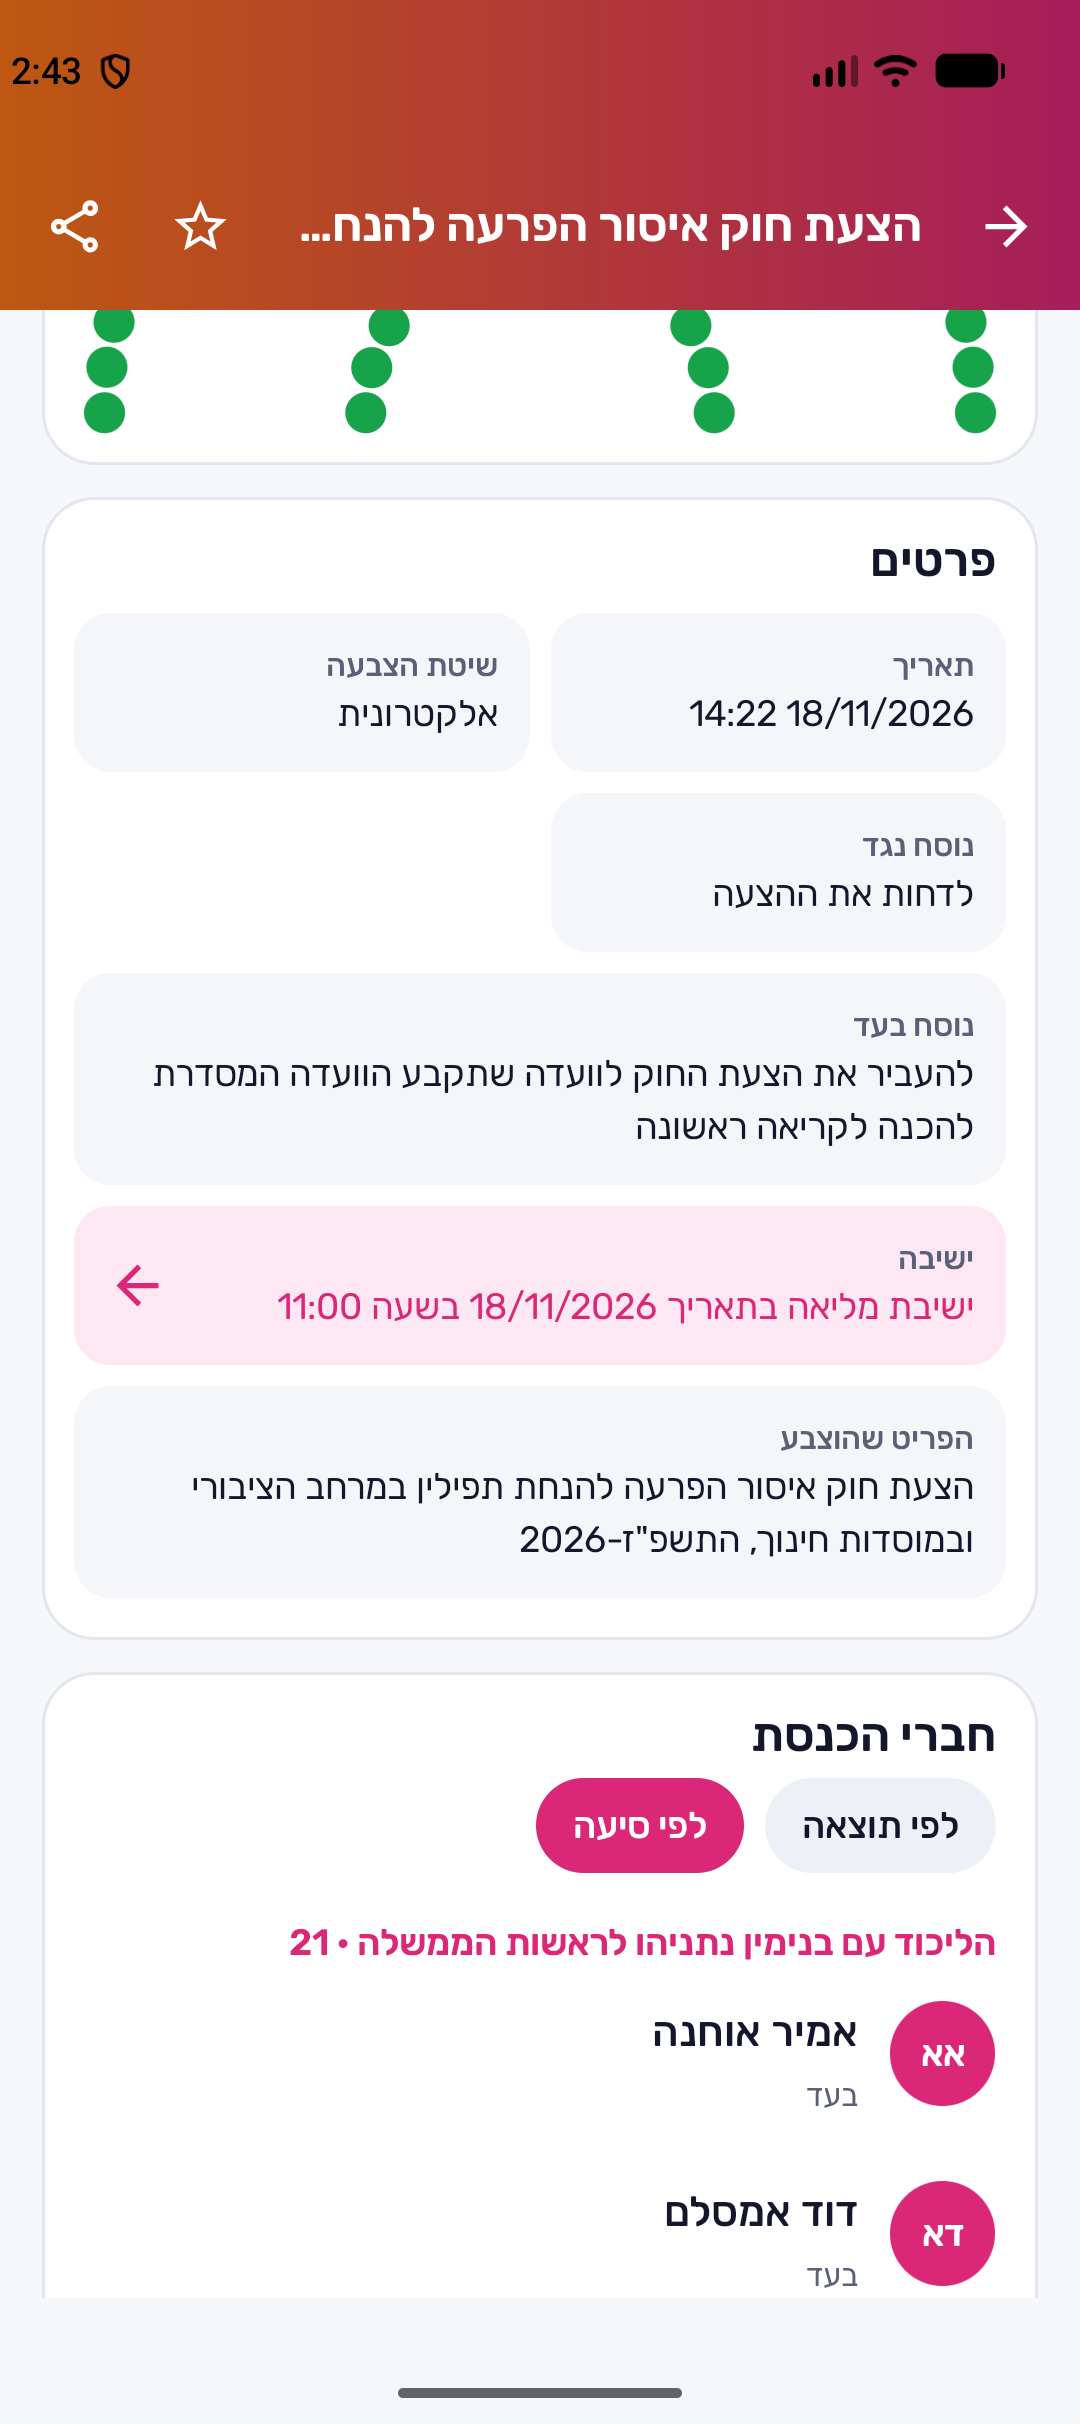 2:43
הצעת חוק איסור הפרעה להנח...
פרטים
תאריך
18/11/2026 14:22
שיטת הצבעה
אלקטרונית
נוסח נגד
לדחות את ההצעה
נוסח בעד
להעביר את הצעת החוק לוועדה שתקבע הוועדה המסדרת
להכנה לקריאה ראשונה
ישיבה
ישיבת מליאה בתאריך 18/11/2026 בשעה 11:00
הפריט שהוצבע
הצעת חוק איסור הפרעה להנחת תפילין במרחב הציבורי
ובמוסדות חינוך, התשפ"ז-2026
חברי הכנסת
לפי תוצאה
לפי סיעה
הליכוד עם בנימין נתניהו לראשות הממשלה • 21
אא
אמיר אוחנה
בעד
דא
דוד אמסלם
בעד